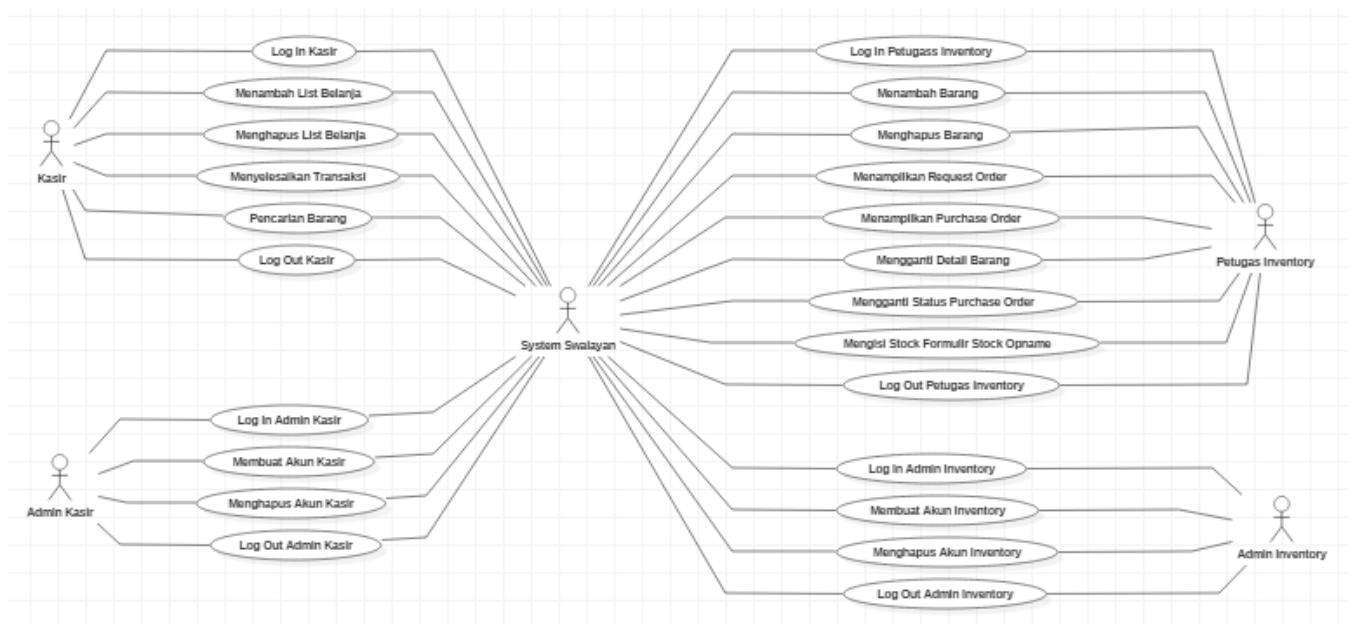 Log In Kasir
Menambah List Belanja
Menghapus List Belanja
Kasir
Menyelesaikan Transaksi
Pencarian Barang
Log Out Kasir
System Swalayan
Log In Admin Kasir
Membuat Akun Kasir
Menghapus Akun Kasir
Admin Kasir
Log Out Admin Kasir
Log In Petugass Inventory
Menambah Barang
Menghapus Barang
Menampilkan Request Order
Menampilkan Purchase Order
Mengganti Detail Barang
Petugas Inventory
Mengganti Status Purchase Order
Mengisi Stock Formulir Stock Opname
Log Out Petugas Inventory
Log In Admin Inventory
Membuat Akun Inventory
Menghapus Akun Inventory
Admin Inventory
Log Out Admin Inventory